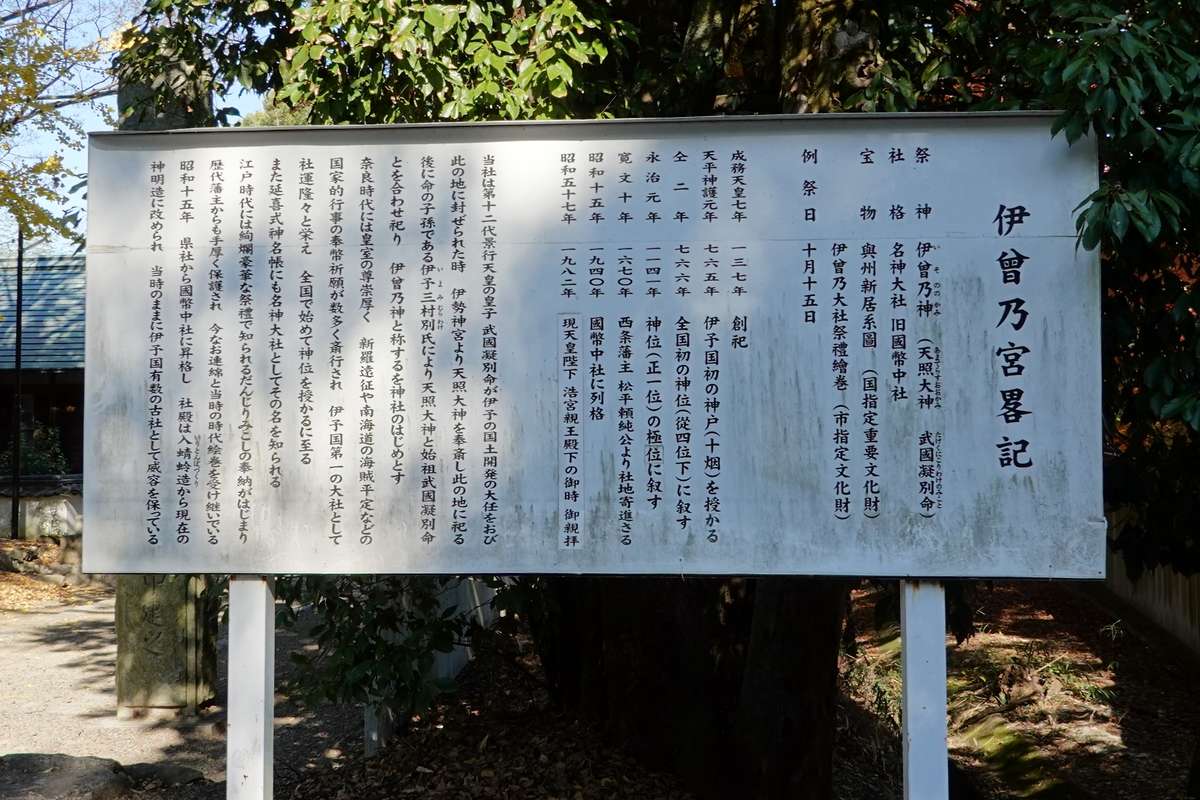 伊曾乃宮畧記
祭神 伊曾乃神（天照大神 武國凝別命）
社格 名神大社 旧國幣中社
宝物 與州新居系圖（国指定重要文化財）
伊曾乃大社祭禮繪巻（市指定文化財）
例祭日 十月十五日
成務天皇七年 一三七年 創祀
天平神護元年 七六五年 伊予国初の神戸（十烟）を授かる
仝二年 七六六年 全国初の神位（從四位下）に叙す
永治元年 一一四一年 神位（正一位）の極位に叙す
寛文十年 一六七〇年 西条藩主 松平頼純公より社地寄進さる
昭和十五年 一九四〇年 國幣中社に列格
昭和五十七年 一九八二年 現天皇陛下 浩宮親王殿下の御時 御親拝
当社は第十二代景行天皇の皇子 武國凝別命が伊予の国土開発の大任をおび
此の地に封ぜられた時 伊勢神宮より天照大神を奉斎し此の地に祀る
後に命の子孫である伊予三村別氏により天照大神と始祖武國凝別命
とを合わせ祀り 伊曾乃神と称するを神社のはじめとす
奈良時代には皇室の尊崇厚く 新羅遠征や南海道の海賊平定などの
国家的行事の奉幣祈願が数多く斎行され 伊予国第一の大社として
社運隆々と栄え 全国で始めて神位を授かるに至る
また延喜式神名帳にも名神大社としてその名を知られる
江戸時代には絢爛豪華な祭禮で知られるだんじりみこしの奉納がはじまり
歴代藩主からも手厚く保護され 今なお連綿と当時の時代絵巻を受け継いでいる
昭和十五年 県社から國幣中社に昇格し 社殿は入蜻蛉造から現在の
神明造に改められ 当時のままに伊予国有数の古社として威容を保っている